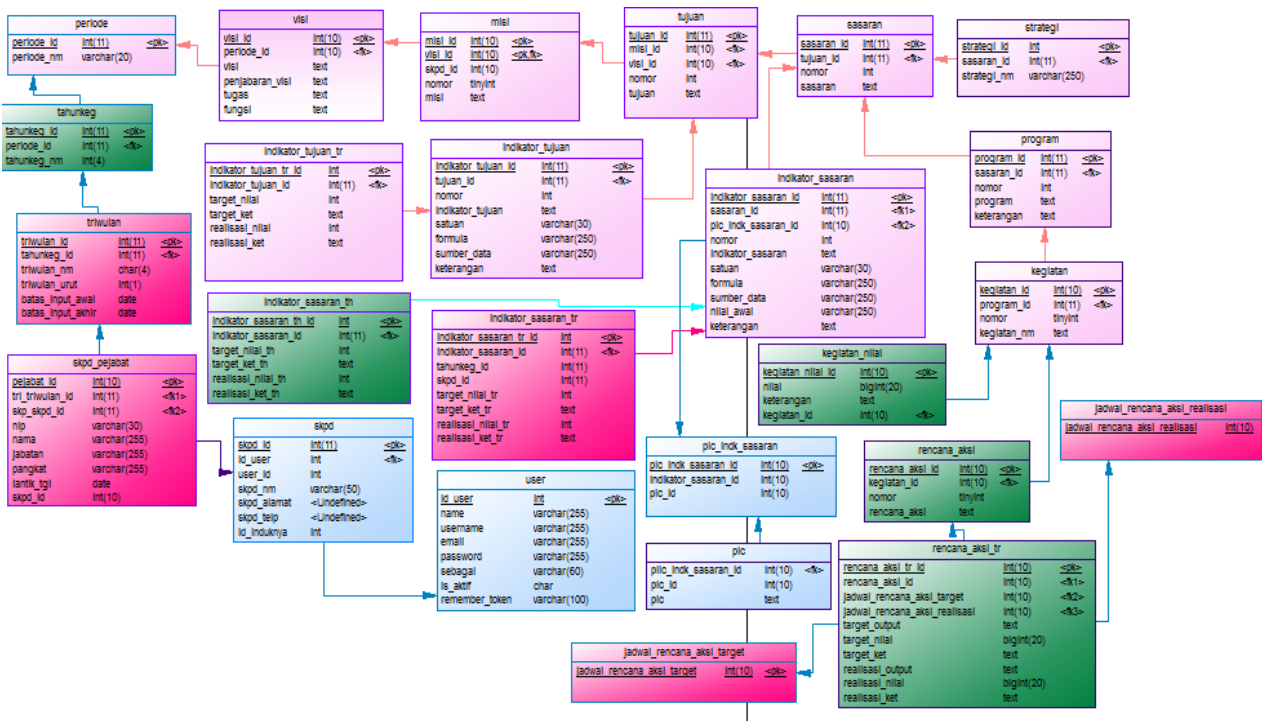 periode
periode_id Int(11) <pk>
periode_nm varchar(20)
visi
visi_id Int(10) <pk>
periode_id Int(10) <fk>
visi text
penjabaran_visi text
tugas text
fungsi text
misi
misi_id Int(10) <pk>
visi_id Int(10) <pk,fk>
skpd_id Int(10)
nomor tinyint
misi text
tujuan
tujuan_id Int(11) <pk>
misi_id Int(10) <fk>
visi_id Int(10) <fk>
nomor Int
tujuan text
sasaran
sasaran_id Int(11) <pk>
tujuan_id Int(11) <fk>
nomor Int
sasaran text
strategi
strategi_id Int <pk>
sasaran_id Int(11) <fk>
strategi_nm varchar(250)
tahunkeg
tahunkeg_id Int(11) <pk>
periode_id Int(11) <fk>
tahunkeg_nm Int(4)
indikator_tujuan_tr
indikator_tujuan_tr_id Int <pk>
indikator_tujuan_id Int(11) <fk>
target_nilai Int
target_ket text
realisasi_nilai Int
realisasi_ket text
indikator_tujuan
indikator_tujuan_id Int(11) <pk>
tujuan_id Int(11) <fk>
nomor Int
indikator_tujuan text
satuan varchar(30)
formula varchar(250)
sumber_data varchar(250)
keterangan text
indikator_sasaran
indikator_sasaran_id Int(11) <pk>
sasaran_id Int(11) <fk1>
pic_indk_sasaran_id Int(10) <fk2>
nomor Int
indikator_sasaran text
satuan varchar(30)
formula varchar(250)
sumber_data varchar(250)
nilai_awal varchar(250)
keterangan text
program
program_id Int(11) <pk>
sasaran_id Int(11) <fk>
nomor Int
program text
keterangan text
triwulan
triwulan_id Int(11) <pk>
tahunkeg_id Int(11) <fk>
triwulan_nm char(4)
triwulan_urut Int(1)
batas_input_awal date
batas_input_akhir date
kegiatan
kegiatan_id Int(10) <pk>
program_id Int(11) <fk>
nomor tinyint
kegiatan_nm text
indikator_sasaran_th
indikator_sasaran_th_id Int <pk>
indikator_sasaran_id Int(11) <fk>
target_nilai_th Int
target_ket_th text
realisasi_nilai_th Int
realisasi_ket_th text
indikator_sasaran_tr
indikator_sasaran_tr_id Int <pk>
indikator_sasaran_id Int(11) <fk>
tahunkeg_id Int(11)
skpd_id Int(11)
target_nilai_tr Int
target_ket_tr text
realisasi_nilai_tr Int
realisasi_ket_tr text
kegiatan_nilai
kegiatan_nilai_id Int(10) <pk>
nilai bigint(20)
keterangan text
kegiatan_id Int(10) <fk>
skpd_pejabat
pejabat_id Int(10) <pk>
tri_triwulan_id Int(11) <fk1>
skp_skpd_id Int(11) <fk2>
nip varchar(30)
nama varchar(255)
jabatan varchar(255)
pangkat varchar(255)
lantik_tgl date
skpd_id Int(10)
skpd
skpd_id Int(11) <pk>
id_user Int <fk>
user_id Int
skpd_nm varchar(50)
skpd_alamat <Undefined>
skpd_telp <Undefined>
id_induknya Int
user
id_user Int <pk>
name varchar(255)
username varchar(255)
email varchar(255)
password varchar(255)
sebagai varchar(60)
is_aktif char
remember_token varchar(100)
pic_indk_sasaran
pic_indk_sasaran_id Int(10) <pk>
indikator_sasaran_id Int(10)
pic_id Int(10)
jadwal_rencana_aksi_realisasi
jadwal_rencana_aksi_realisasi Int(10)
rencana_aksi
rencana_aksi_id Int(10) <pk>
kegiatan_id Int(10) <fk>
nomor tinyint
rencana_aksi text
pic
piic_indk_sasaran_id Int(10) <fk>
pic_id Int(10)
pic text
rencana_aksi_tr
rencana_aksi_tr_id Int(10) <pk>
rencana_aksi_id Int(10) <fk1>
jadwal_rencana_aksi_target Int(10) <fk2>
jadwal_rencana_aksi_realisasi Int(10) <fk3>
target_output text
target_nilai bigint(20)
target_ket text
realisasi_output text
realisasi_nilai bigint(20)
realisasi_ket text
jadwal_rencana_aksi_target
jadwal_rencana_aksi_target Int(10) <pk>